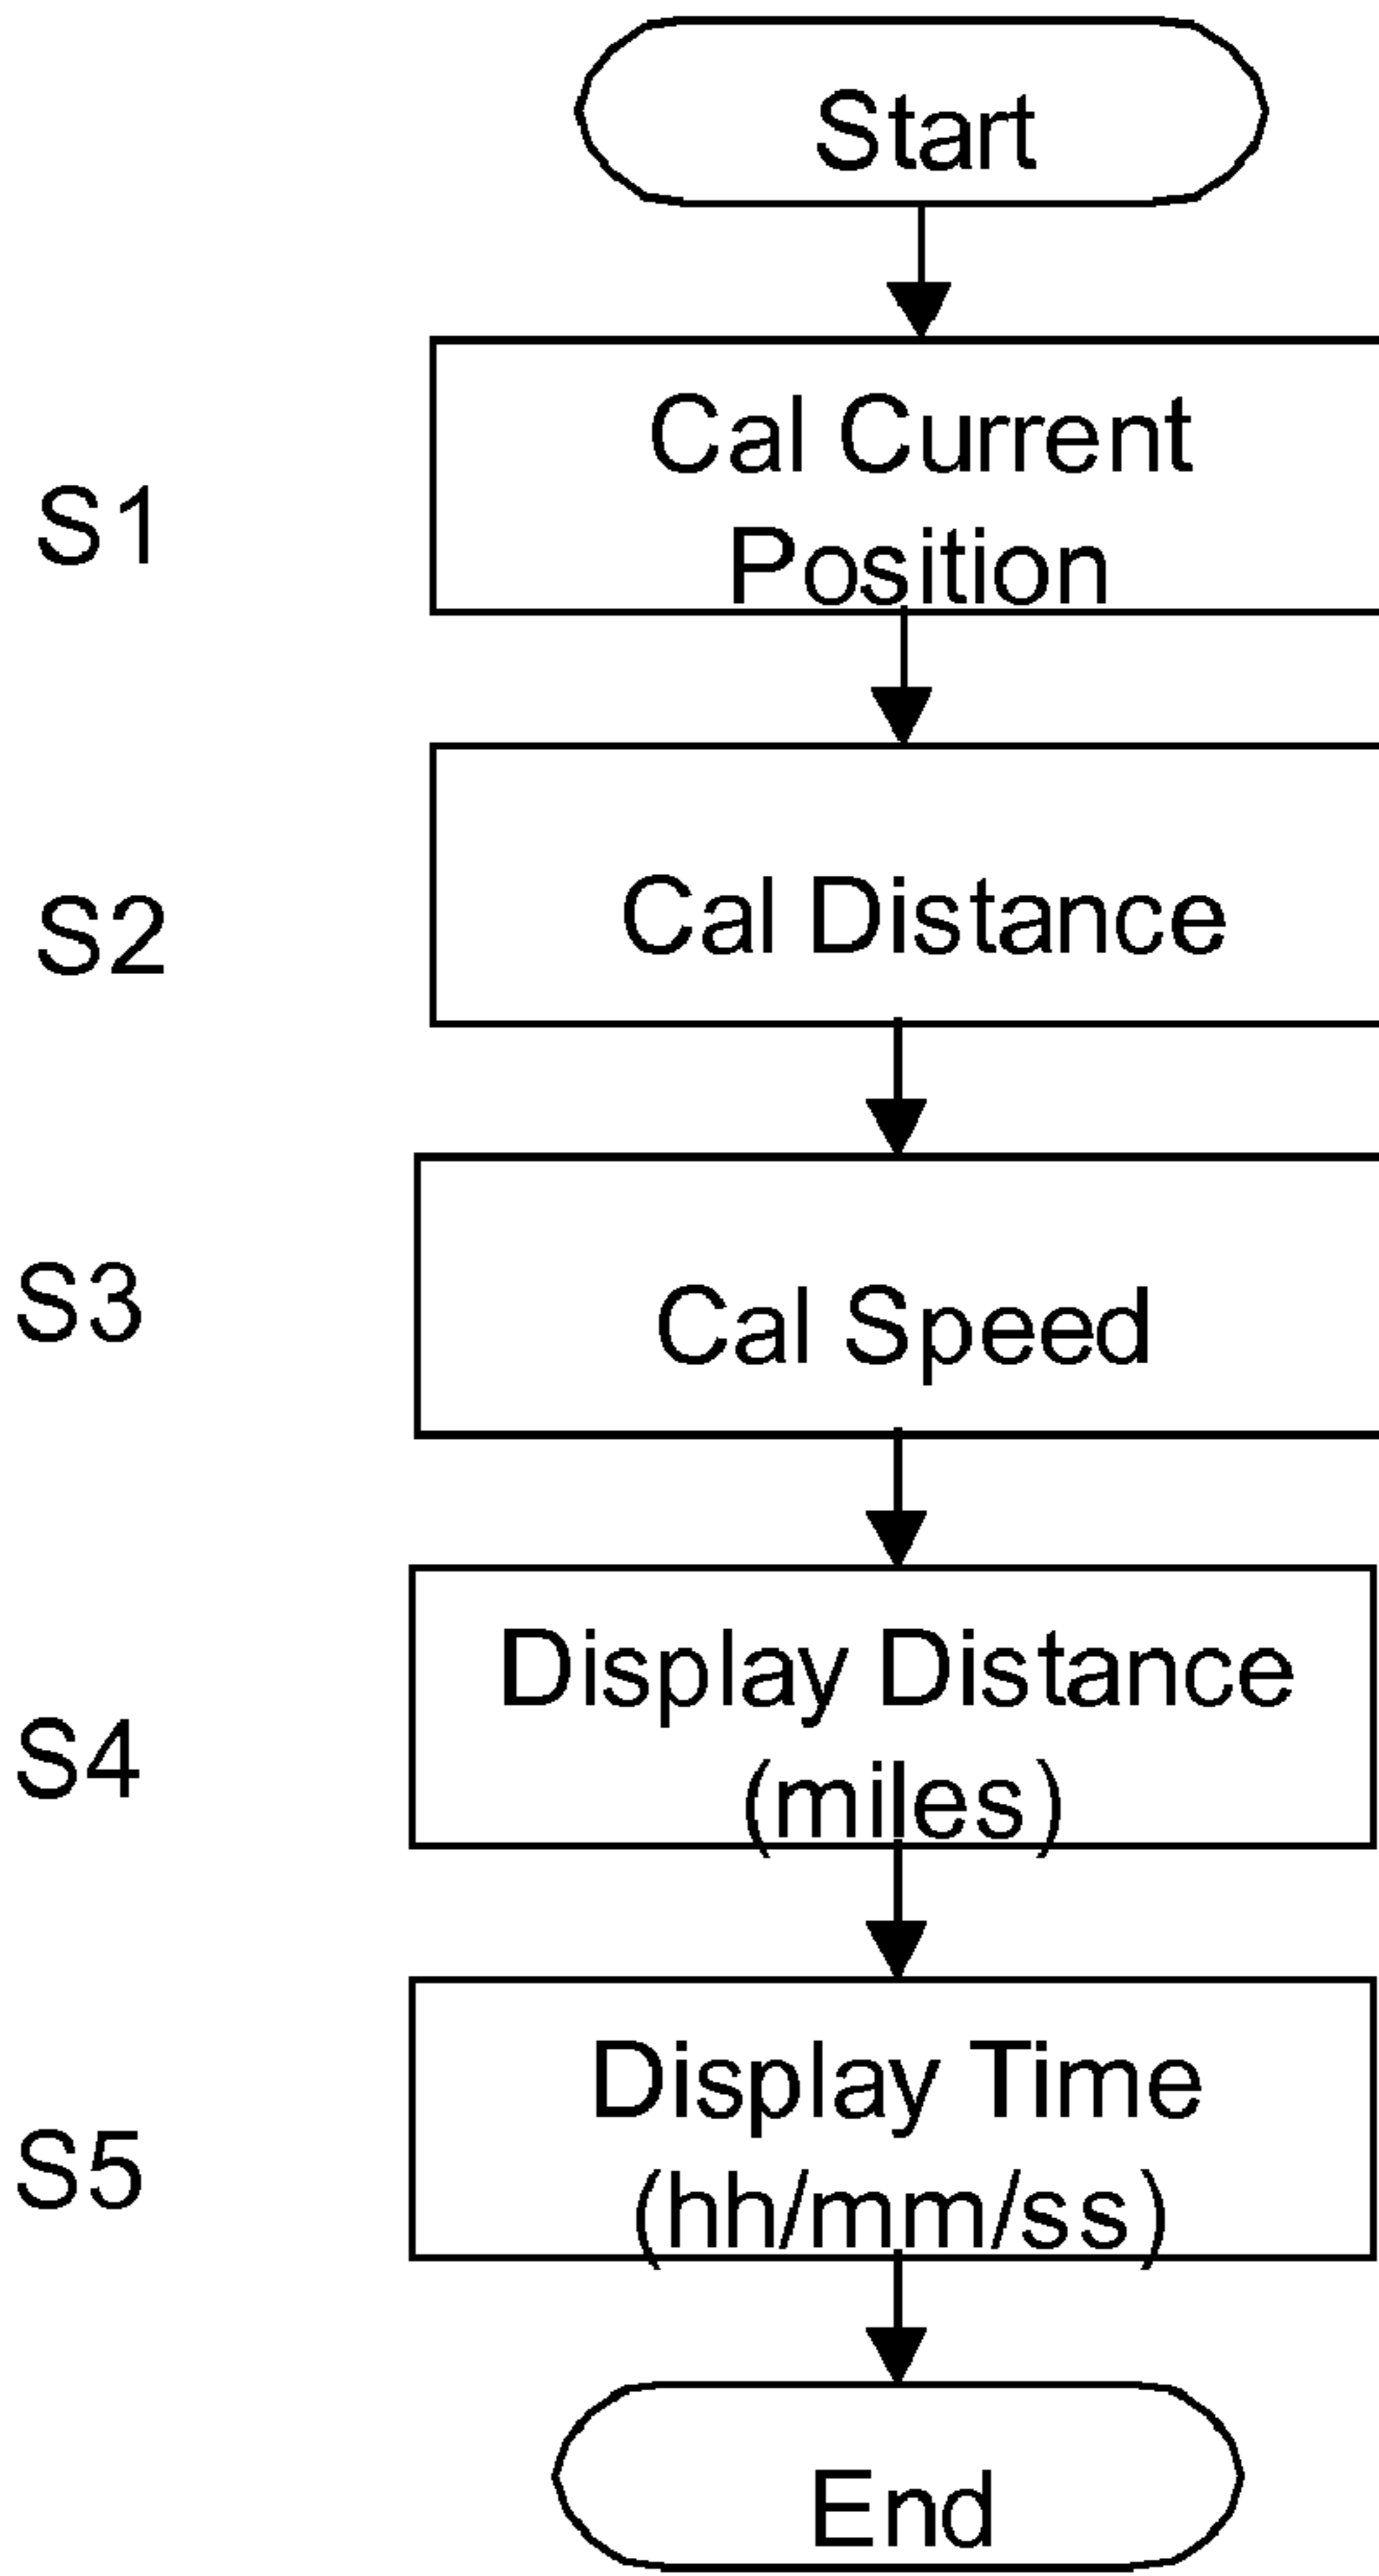 Start
S1
Cal Current
Position
S2
Cal Distance
S3
Cal Speed
S4
Display Distance
(miles)
S5
Display Time
(hh/mm/ss)
End